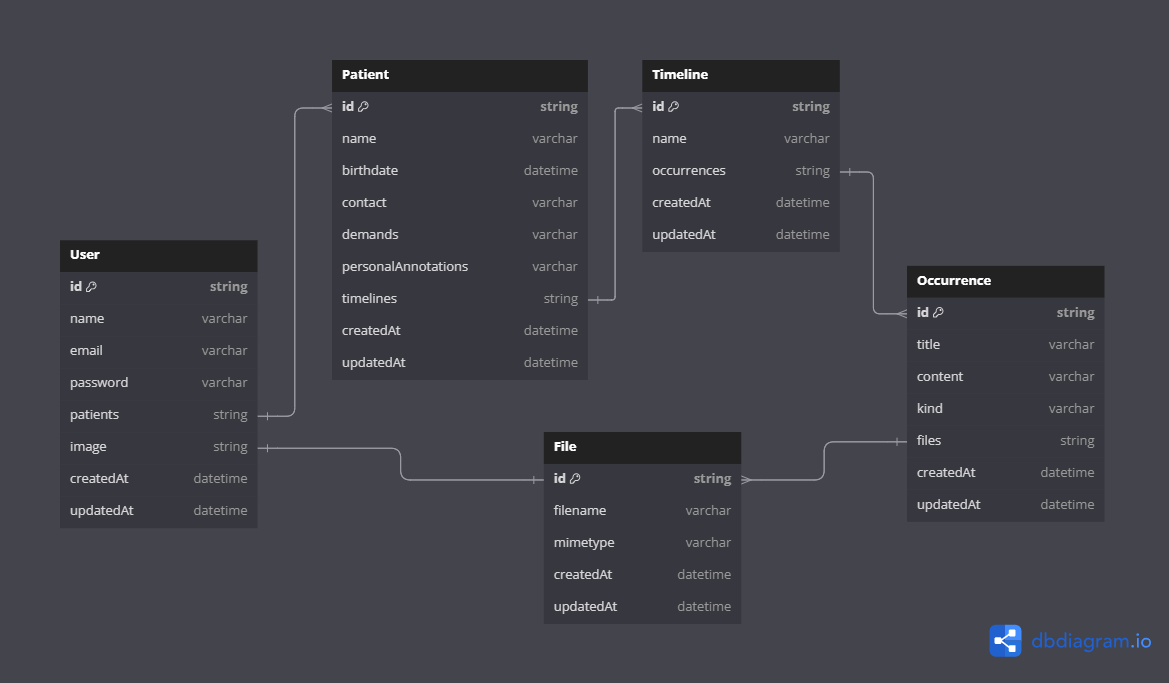 Patient
id string
name varchar
birthdate datetime
contact varchar
demands varchar
personalAnnotations varchar
timelines string
createdAt datetime
updatedAt datetime
Timeline
id string
name varchar
occurrences string
createdAt datetime
updatedAt datetime
User
id string
name varchar
email varchar
password varchar
patients string
image string
createdAt datetime
updatedAt datetime
Occurrence
id string
title varchar
content varchar
kind varchar
files string
createdAt datetime
updatedAt datetime
File
id string
filename varchar
mimetype varchar
createdAt datetime
updatedAt datetime
dbdiagram.io